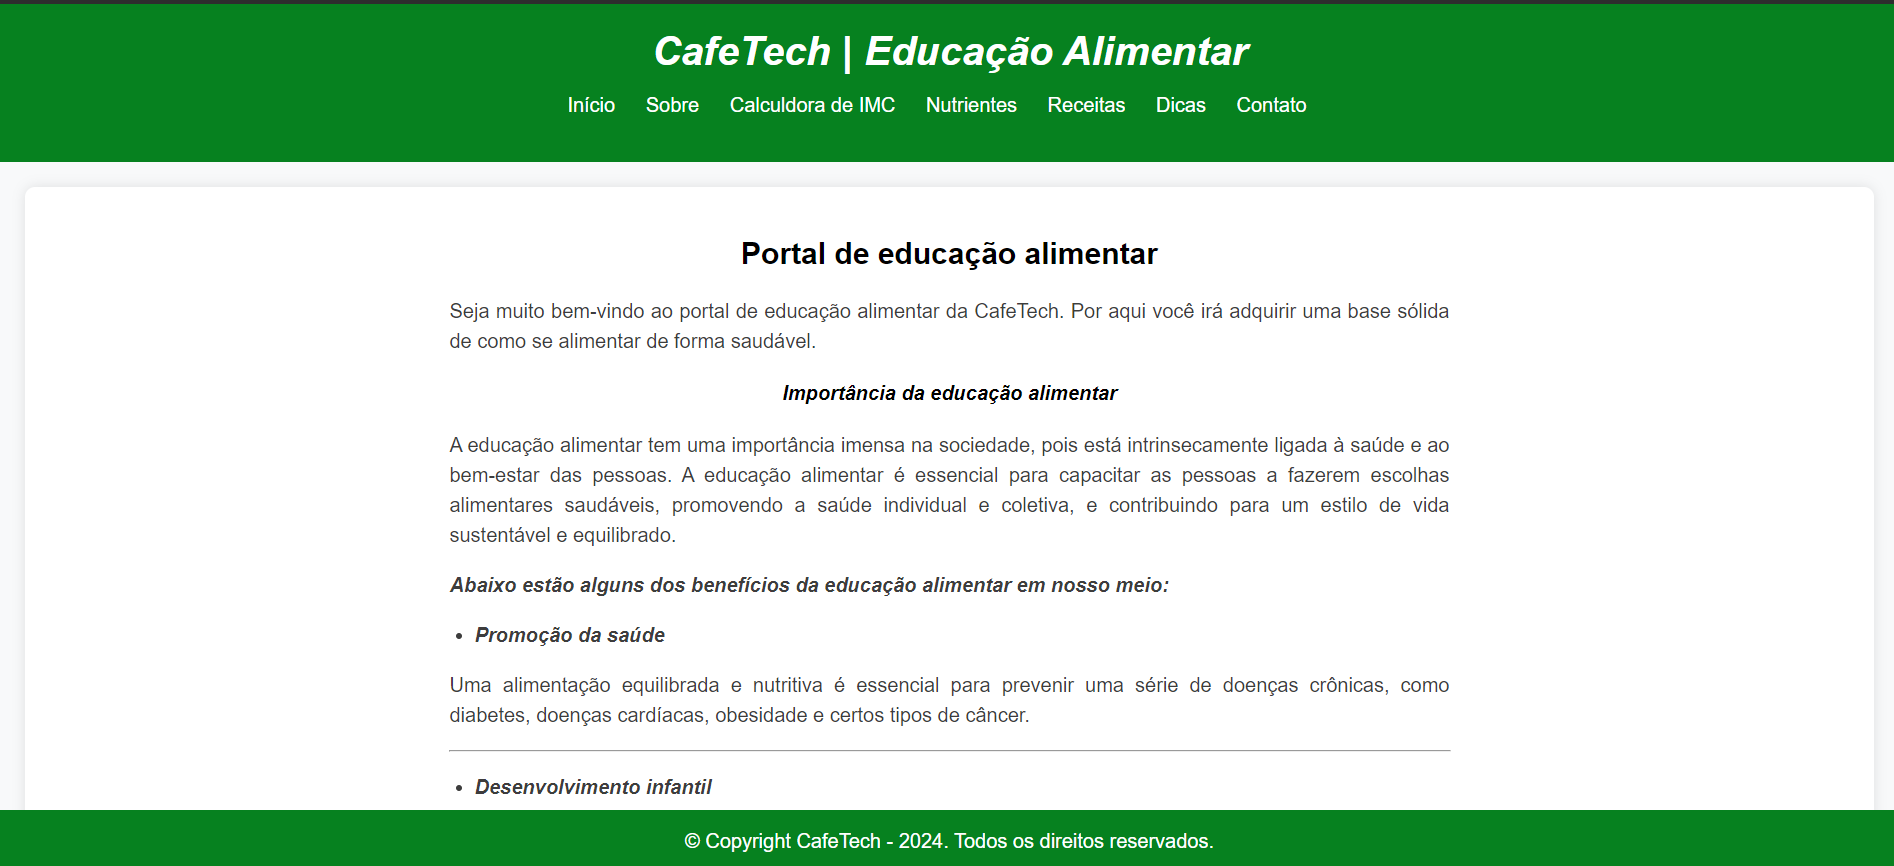 CafeTech | Educação Alimentar
Início Sobre Calculdora de IMC Nutrientes Receitas Dicas Contato
Portal de educação alimentar
Seja muito bem-vindo ao portal de educação alimentar da CafeTech. Por aqui você irá adquirir uma base sólida
de como se alimentar de forma saudável.
Importância da educação alimentar
A educação alimentar tem uma importância imensa na sociedade, pois está intrinsecamente ligada à saúde e ao
bem-estar das pessoas. A educação alimentar é essencial para capacitar as pessoas a fazerem escolhas
alimentares saudáveis, promovendo a saúde individual e coletiva, e contribuindo para um estilo de vida
sustentável e equilibrado.
Abaixo estão alguns dos benefícios da educação alimentar em nosso meio:
• Promoção da saúde
Uma alimentação equilibrada e nutritiva é essencial para prevenir uma série de doenças crônicas, como
diabetes, doenças cardíacas, obesidade e certos tipos de câncer.
• Desenvolvimento infantil
© Copyright CafeTech - 2024. Todos os direitos reservados.